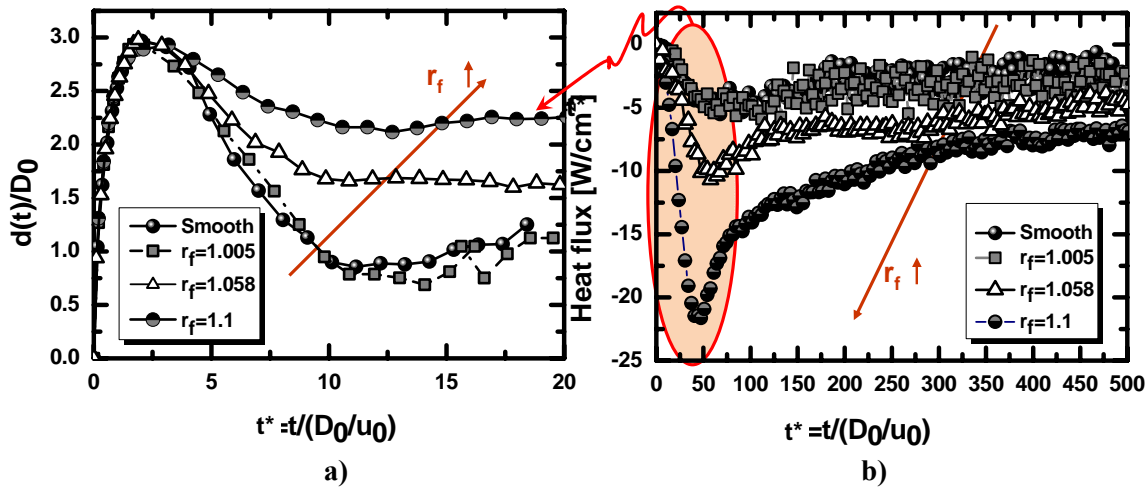 3.0
2.5
2.0
1.5
1.0
0.5
0.0
d(t)/D0
rf ↑
Smooth
rf=1.005
rf=1.058
rf=1.1
0 5 10 15 20
t* =t/(D0/u0)
a)
0
-5
-10
-15
-20
-25
Heat flux [W/cm2]*
rf ↑
Smooth
rf=1.005
rf=1.058
rf=1.1
0 50 100 150 200 250 300 350 400 450 500
t* =t/(D0/u0)
b)